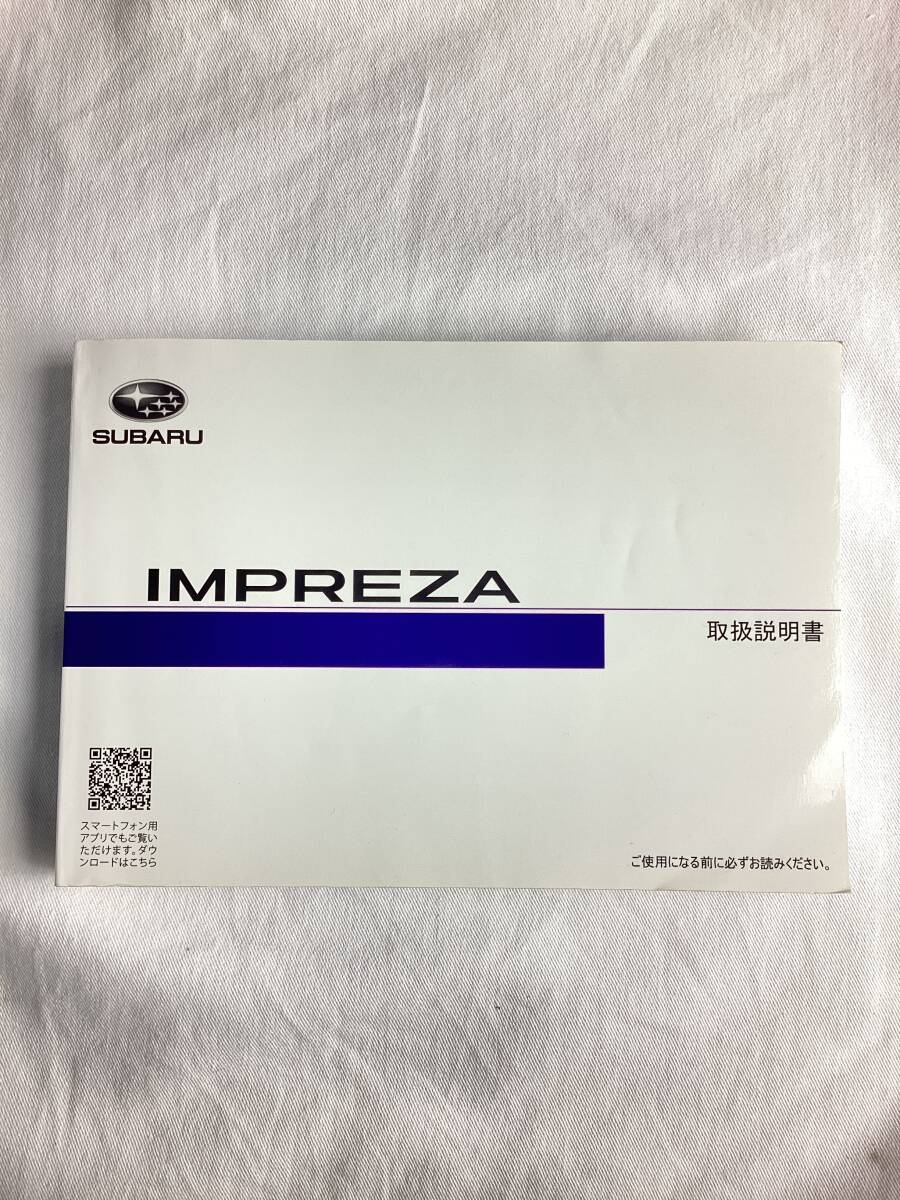 SUBARU
IMPREZA
取扱説明書
スマートフォン用
アプリでもご覧い
ただけます。ダウ
ンロードはこちら
ご使用になる前に必ずお読みください。